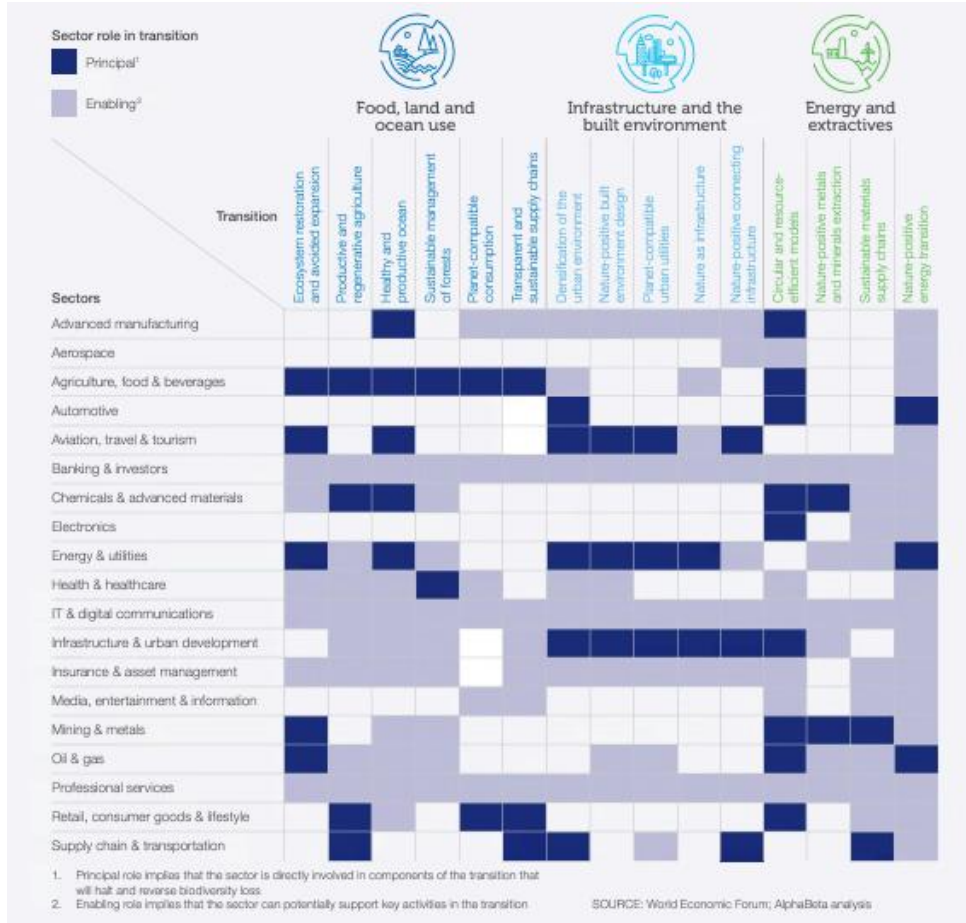 Sector role in transition
Principal¹
Enabling²
Food, land and
ocean use
Infrastructure and the
built environment
Energy and
extractives
Transition
Ecosystem restoration
and avoided expansion
Productive and
regenerative agriculture
Healthy and
productive ocean
Sustainable management
of forests
Planet-compatible
consumption
Transparent and
sustainable supply chains
Densification of the
urban environment
Nature-positive built
environment design
Planet-compatible
urban utilities
Nature as infrastructure
Nature-positive connecting
infrastructure
Circular and resource-
efficient models
Nature-positive metals
and minerals extraction
Sustainable materials
supply chains
Nature-positive
energy transition
Sectors
Advanced manufacturing
Aerospace
Agriculture, food & beverages
Automotive
Aviation, travel & tourism
Banking & investors
Chemicals & advanced materials
Electronics
Energy & utilities
Health & healthcare
IT & digital communications
Infrastructure & urban development
Insurance & asset management
Media, entertainment & information
Mining & metals
Oil & gas
Professional services
Retail, consumer goods & lifestyle
Supply chain & transportation
1. Principal role implies that the sector is directly involved in components of the transition that
will halt and reverse biodiversity loss
2. Enabling role implies that the sector can potentially support key activities in the transition
SOURCE: World Economic Forum; AlphaBeta analysis